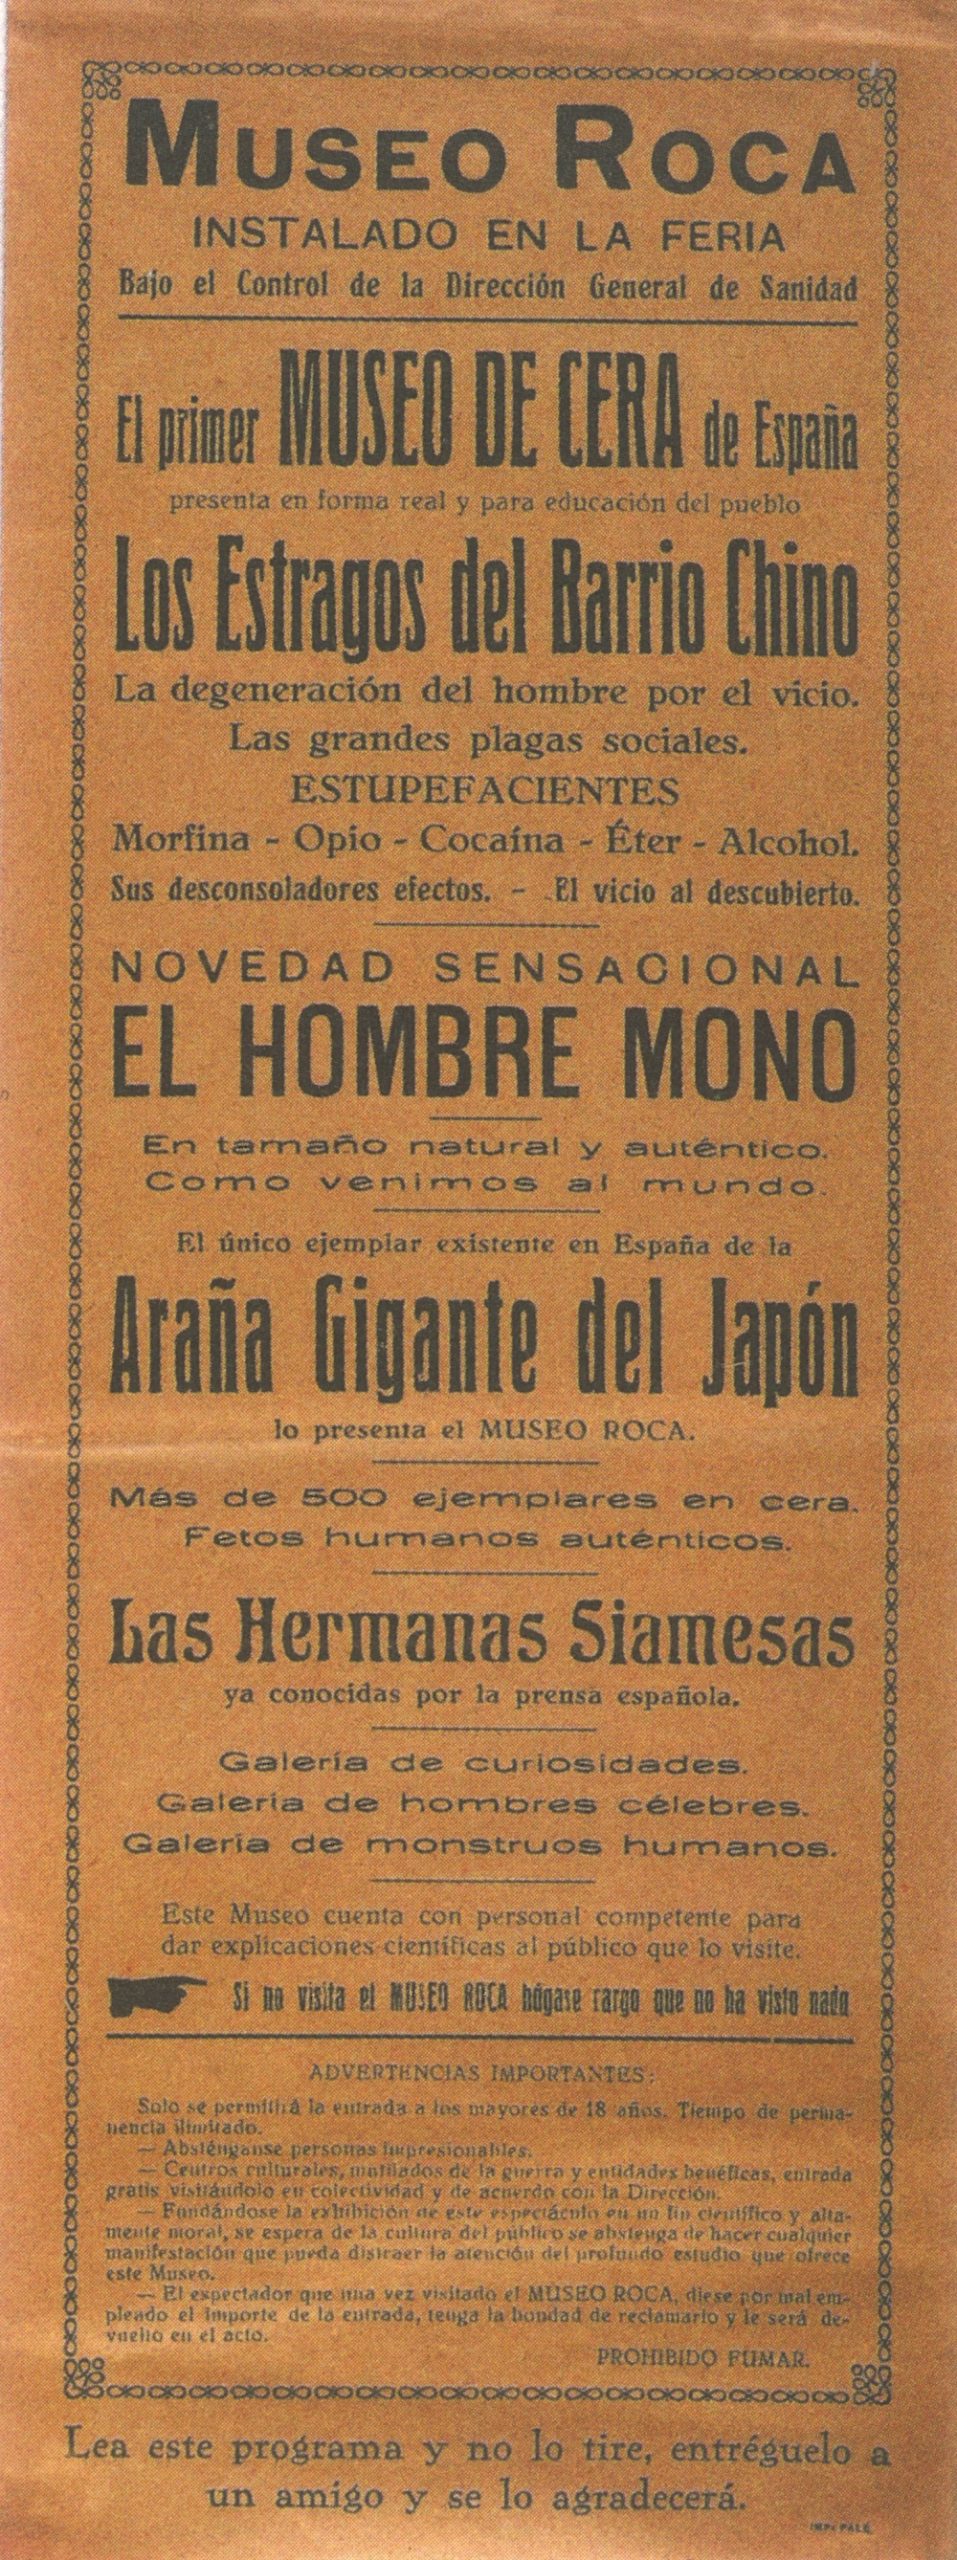 MUSEO ROCA
INSTALADO EN LA FERIA
Bajo el Control de la Dirección General de Sanidad
El primer MUSEO DE CERA de España
presenta en forma real y para educación del pueblo
Los Estragos del Barrio Chino
La degeneración del hombre por el vicio.
Las grandes plagas sociales.
ESTUPEFACIENTES
Morfina - Opio - Cocaína - Éter - Alcohol.
Sus desconsoladores efectos. - El vicio al descubierto.
NOVEDAD SENSACIONAL
EL HOMBRE MONO
En tamaño natural y auténtico.
Como venimos al mundo.
El único ejemplar existente en España de la
Araña Gigante del Japón
lo presenta el MUSEO ROCA.
Más de 500 ejemplares en cera.
Fetos humanos auténticos.
Las Hermanas Siamesas
ya conocidas por la prensa española.
Galería de curiosidades.
Galería de hombres célebres.
Galería de monstruos humanos.
Este Museo cuenta con personal competente para
dar explicaciones científicas al público que lo visite.
Si no visita el MUSEO ROCA hágase cargo que no ha visto nada
ADVERTENCIAS IMPORTANTES:
Solo se permitirá la entrada a los mayores de 18 años. Tiempo de perma-
nencia ilimitado.
— Absténganse personas impresionables.
— Centros culturales, mutilados de la guerra y entidades benéficas, entrada
gratis visitándolo en colectividad y de acuerdo con la Dirección.
— Fundándose la exhibición de este espectáculo en un fin científico y alta-
mente moral, se espera de la cultura del público se abstenga de hacer cualquier
manifestación que pueda distraer la atención del profundo estudio que ofrece
este Museo.
— El espectador que una vez visitado el MUSEO ROCA, diese por mal em-
pleado el importe de la entrada, tenga la bondad de reclamarlo y le será de-
vuelto en el acto.
PROHIBIDO FUMAR.
Lea este programa y no lo tire, entréguelo a
un amigo y se lo agradecerá.
IMP. PALÉ